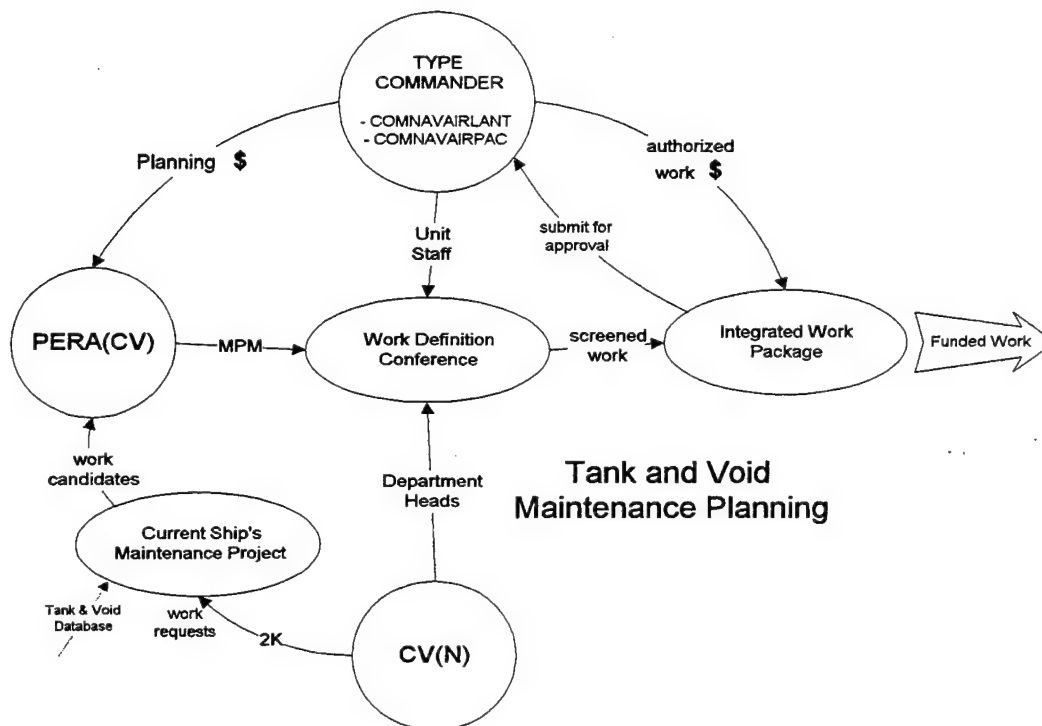 TYPE
COMMANDER
- COMNAVAIRLANT
- COMNAVAIRPAC
Planning $
authorized
work $
Unit
Staff
submit for
approval
PERA(CV)
MPM
Work Definition
Conference
screened
work
Integrated Work
Package
Funded Work
work
candidates
Department
Heads
Tank and Void
Maintenance Planning
Current Ship's
Maintenance Project
Tank & Void
Database
work
requests
2K
CV(N)